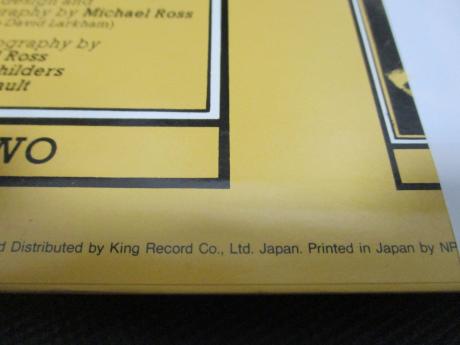 design and
ography by Michael Ross
David Larkham)
ography by
Ross
hilders
ault
WO
d Distributed by King Record Co., Ltd. Japan. Printed in Japan by NP